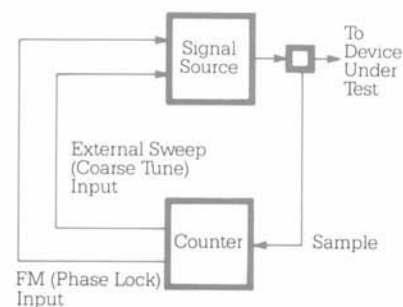 Signal
Source
To
Device
Under
Test
External Sweep
(Coarse Tune)
Input
Counter
Sample
FM (Phase Lock)
Input